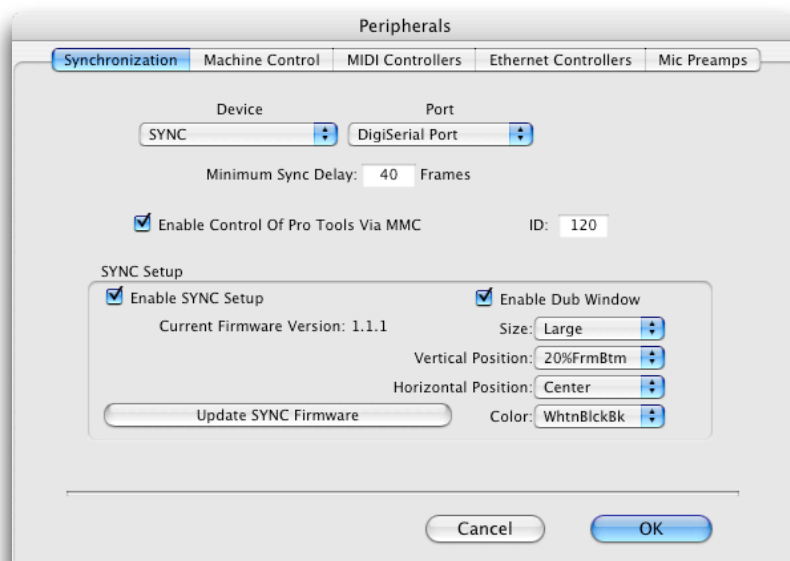 Peripherals
Synchronization Machine Control MIDI Controllers Ethernet Controllers Mic Preamps
Device Port
SYNC DigiSerial Port
Minimum Sync Delay: 40 Frames
Enable Control Of Pro Tools Via MMC ID: 120
SYNC Setup
Enable SYNC Setup Enable Dub Window
Current Firmware Version: 1.1.1 Size: Large
Vertical Position: 20%FrmBtm
Horizontal Position: Center
Update SYNC Firmware Color: WhtnBlckBk
Cancel OK